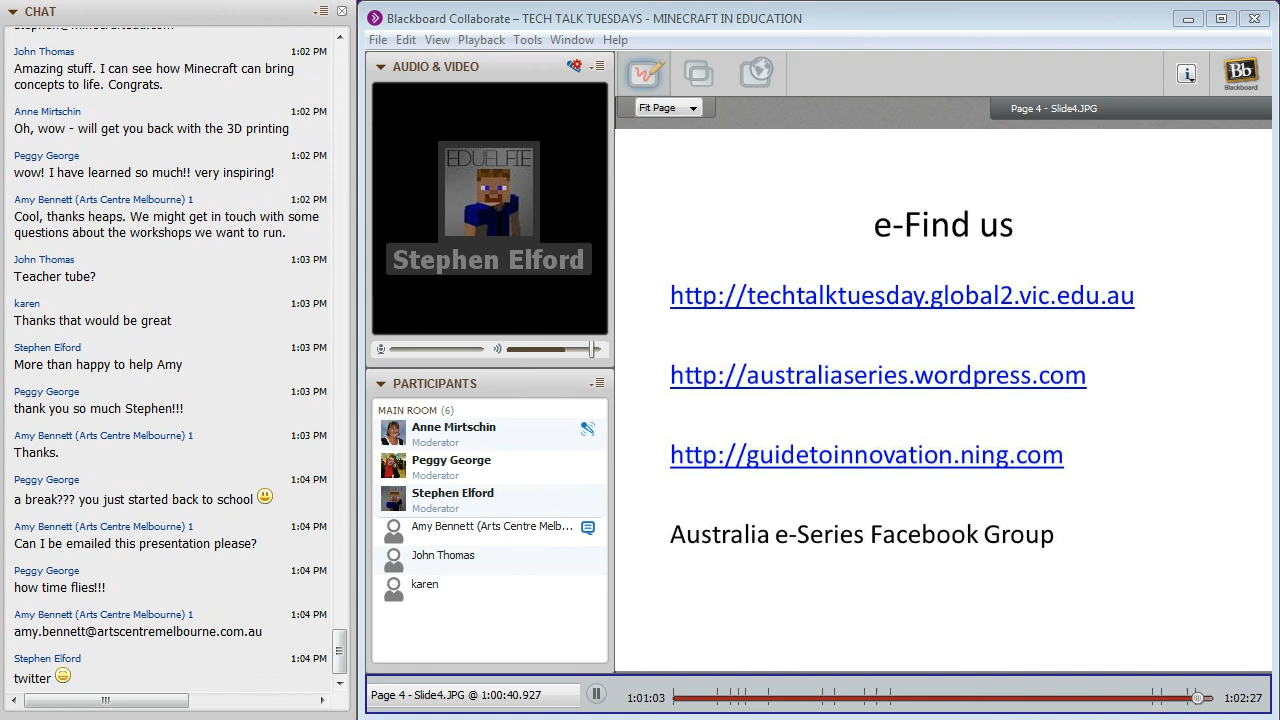 CHAT
John Thomas 1:02 PM
Amazing stuff. I can see how Minecraft can bring
concepts to life. Congrats.
Anne Mirtschin 1:02 PM
Oh, wow - will get you back with the 3D printing
Peggy George 1:02 PM
wow! I have learned so much!! very inspiring!
Amy Bennett (Arts Centre Melbourne) 1 1:02 PM
Cool, thanks heaps. We might get in touch with some
questions about the workshops we want to run.
John Thomas 1:03 PM
Teacher tube?
karen 1:03 PM
Thanks that would be great
Stephen Elford 1:03 PM
More than happy to help Amy
Peggy George 1:03 PM
thank you so much Stephen!!!
Amy Bennett (Arts Centre Melbourne) 1 1:03 PM
Thanks.
Peggy George 1:04 PM
a break??? you just started back to school
Amy Bennett (Arts Centre Melbourne) 1 1:04 PM
Can I be emailed this presentation please?
Peggy George 1:04 PM
how time flies!!!
Amy Bennett (Arts Centre Melbourne) 1 1:04 PM
amy.bennett@artscentremelbourne.com.au
Stephen Elford 1:04 PM
twitter
Blackboard Collaborate – TECH TALK TUESDAYS - MINECRAFT IN EDUCATION
File Edit View Playback Tools Window Help
AUDIO & VIDEO
EDUELFIE
Stephen Elford
PARTICIPANTS
MAIN ROOM (6)
Anne Mirtschin
Moderator
Peggy George
Moderator
Stephen Elford
Moderator
Amy Bennett (Arts Centre Melb...
John Thomas
karen
Bb
Blackboard
Fit Page
Page 4 - Slide4.JPG
e-Find us
http://techtalktuesday.global2.vic.edu.au
http://australiaseries.wordpress.com
http://guidetoinnovation.ning.com
Australia e-Series Facebook Group
Page 4 - Slide4.JPG @ 1:00:40.927
1:01:03
1:02:27